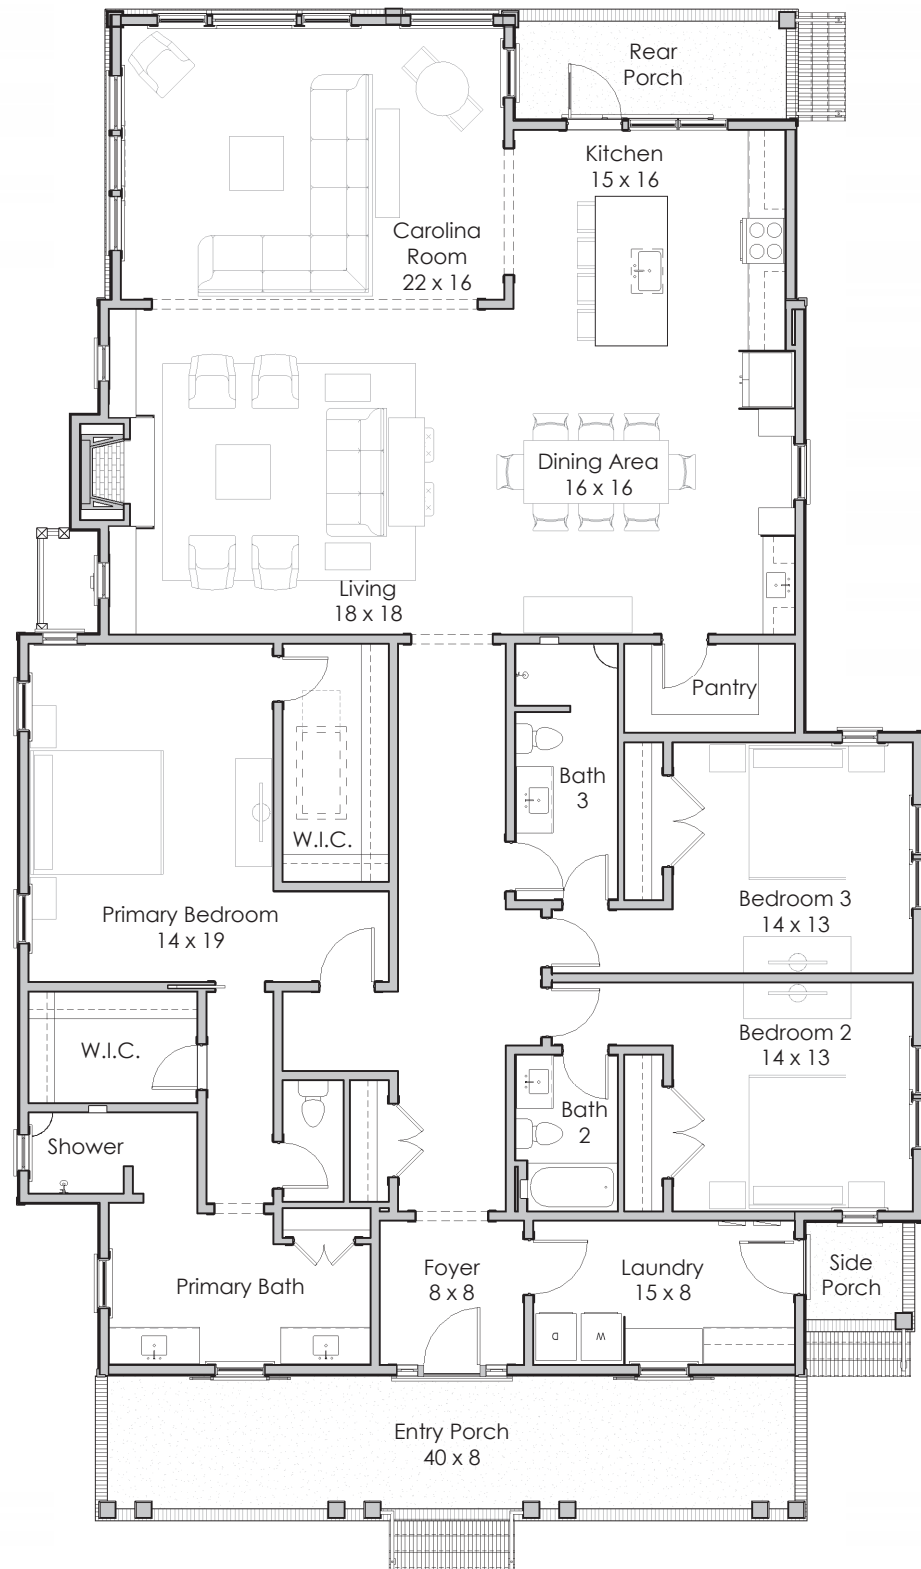 Rear
Porch
Kitchen
15 x 16
Carolina
Room
22 x 16
Dining Area
16 x 16
Living
18 x 18
Pantry
Bath
3
W.I.C.
Bedroom 3
14 x 13
Primary Bedroom
14 x 19
Bedroom 2
14 x 13
W.I.C.
Bath
2
Shower
Foyer
8 x 8
Laundry
15 x 8
Side
Porch
Primary Bath
D
W
Entry Porch
40 x 8